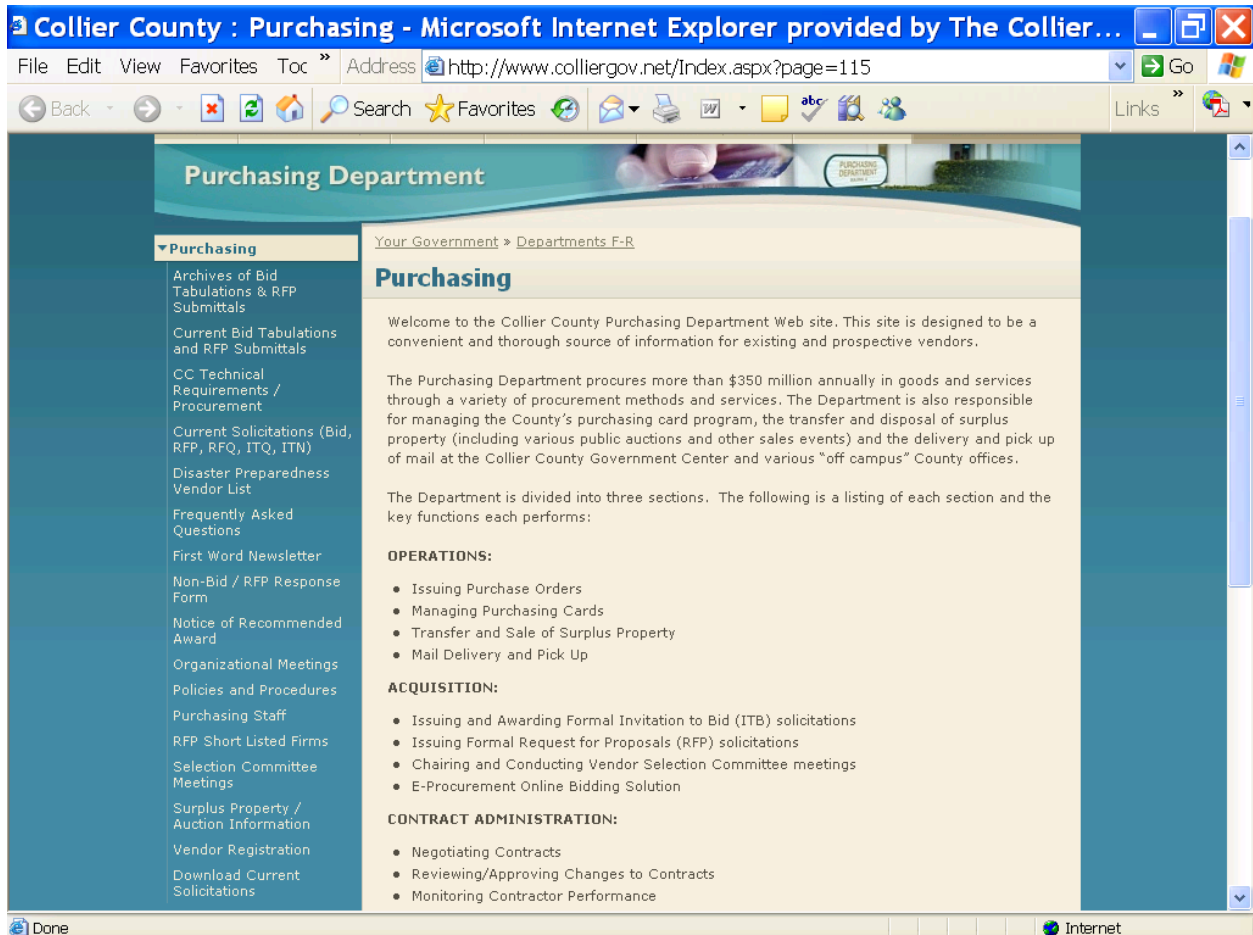 Collier County : Purchasing - Microsoft Internet Explorer provided by The Collier...
File Edit View Favorites Toc » Address http://www.colliergov.net/Index.aspx?page=115 Go
Back Search Favorites Links »
Purchasing Department
PURCHASING
DEPARTMENT
▾Purchasing
Archives of Bid
Tabulations & RFP
Submittals
Current Bid Tabulations
and RFP Submittals
CC Technical
Requirements /
Procurement
Current Solicitations (Bid,
RFP, RFQ, ITQ, ITN)
Disaster Preparedness
Vendor List
Frequently Asked
Questions
First Word Newsletter
Non-Bid / RFP Response
Form
Notice of Recommended
Award
Organizational Meetings
Policies and Procedures
Purchasing Staff
RFP Short Listed Firms
Selection Committee
Meetings
Surplus Property /
Auction Information
Vendor Registration
Download Current
Solicitations
Your Government » Departments F-R
Purchasing
Welcome to the Collier County Purchasing Department Web site. This site is designed to be a
convenient and thorough source of information for existing and prospective vendors.
The Purchasing Department procures more than $350 million annually in goods and services
through a variety of procurement methods and services. The Department is also responsible
for managing the County's purchasing card program, the transfer and disposal of surplus
property (including various public auctions and other sales events) and the delivery and pick up
of mail at the Collier County Government Center and various "off campus" County offices.
The Department is divided into three sections. The following is a listing of each section and the
key functions each performs:
OPERATIONS:
• Issuing Purchase Orders
• Managing Purchasing Cards
• Transfer and Sale of Surplus Property
• Mail Delivery and Pick Up
ACQUISITION:
• Issuing and Awarding Formal Invitation to Bid (ITB) solicitations
• Issuing Formal Request for Proposals (RFP) solicitations
• Chairing and Conducting Vendor Selection Committee meetings
• E-Procurement Online Bidding Solution
CONTRACT ADMINISTRATION:
• Negotiating Contracts
• Reviewing/Approving Changes to Contracts
• Monitoring Contractor Performance
Done Internet